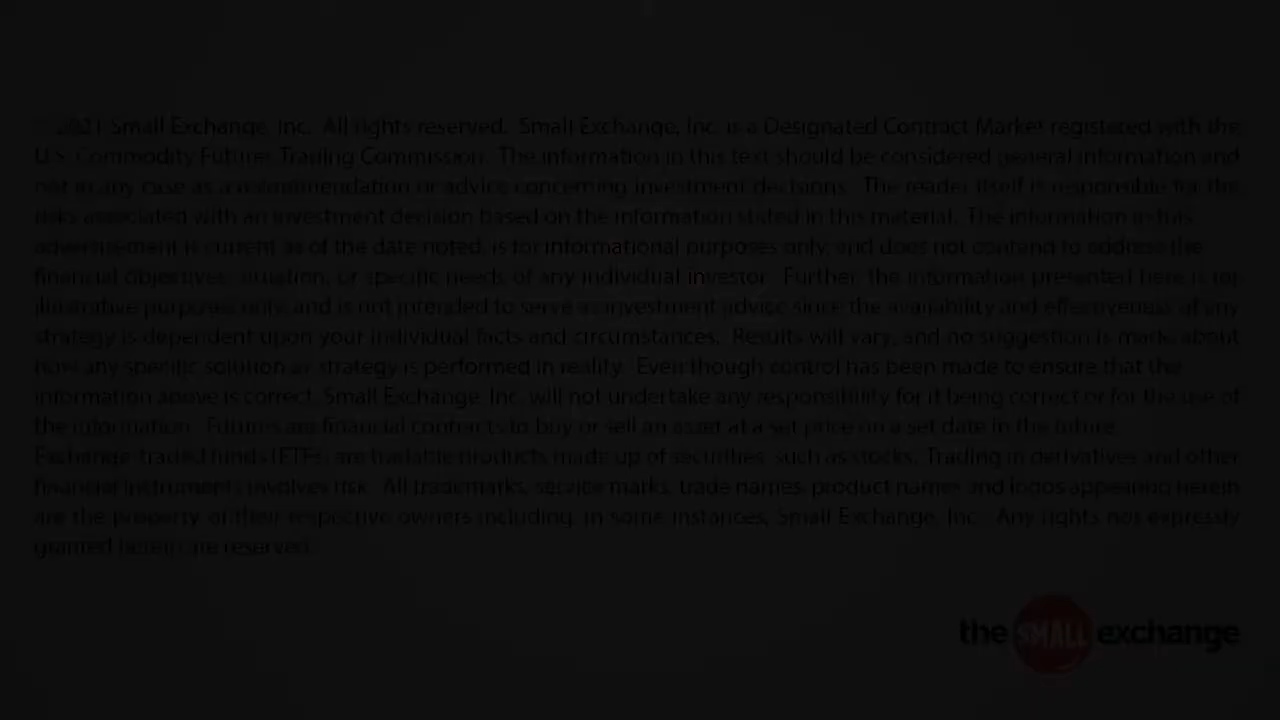 © 2021 Small Exchange, Inc. All rights reserved. Small Exchange, Inc. is a Designated Contract Market registered with the
U.S. Commodity Futures Trading Commission. The information in this text should be considered general information and
not in any case as a recommendation or advice concerning investment decisions. The reader itself is responsible for the
risks associated with an investment decision based on the information stated in this material. The information in this
advertisement is current as of the date noted, is for informational purposes only, and does not contend to address the
financial objectives, situation, or specific needs of any individual investor. Further, the information presented here is for
illustrative purposes only and is not intended to serve as investment advice since the availability and effectiveness of any
strategy is dependent upon your individual facts and circumstances. Results will vary, and no suggestion is made about
how any specific solution or strategy is performed in reality. Even though control has been made to ensure that the
information above is correct, Small Exchange, Inc. will not undertake any responsibility for it being correct or for the use of
the information. Futures are financial contracts to buy or sell an asset at a set price on a set date in the future.
Exchange-traded funds (ETFs) are tradable products made up of securities, such as stocks. Trading in derivatives and other
financial instruments involves risk. All trademarks, service marks, trade names, product names and logos appearing herein
are the property of their respective owners including, in some instances, Small Exchange, Inc. Any rights not expressly
granted herein are reserved.
the SMALL exchange